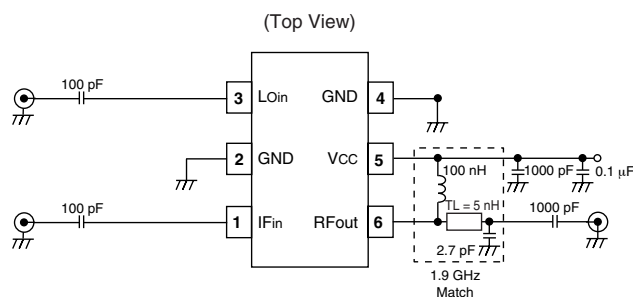 (Top View)
100 pF
3 LOin GND 4
2 GND VCC 5
100 nH 1000 pF 0.1 µF
100 pF
1 IFin RFout 6
TL = 5 nH
1000 pF
2.7 pF
1.9 GHz
Match